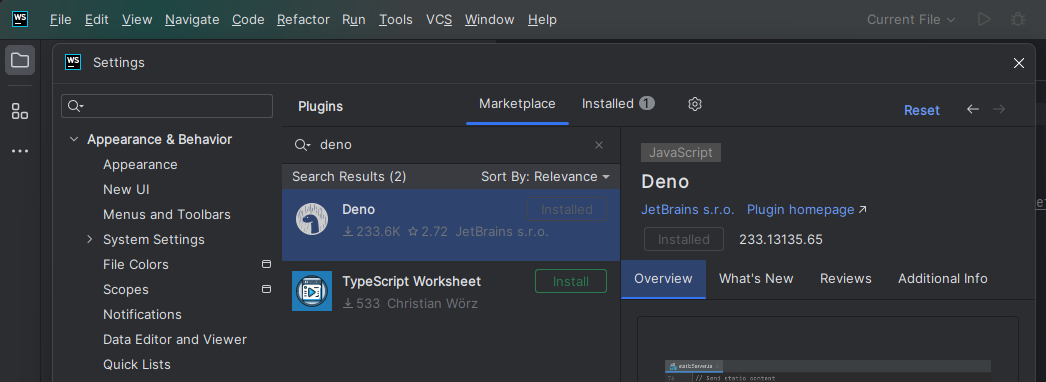 WS File Edit View Navigate Code Refactor Run Tools VCS Window Help Current File
WS Settings
Plugins Marketplace Installed 1 Reset
deno
Search Results (2) Sort By: Relevance
Appearance & Behavior
Appearance
New UI
Menus and Toolbars
System Settings
File Colors
Scopes
Notifications
Data Editor and Viewer
Quick Lists
Deno Installed
233.6K 2.72 JetBrains s.r.o.
TypeScript Worksheet Install
533 Christian Wörz
JavaScript
Deno
JetBrains s.r.o. Plugin homepage
Installed 233.13135.65
Overview What's New Reviews Additional Info
// Send static content